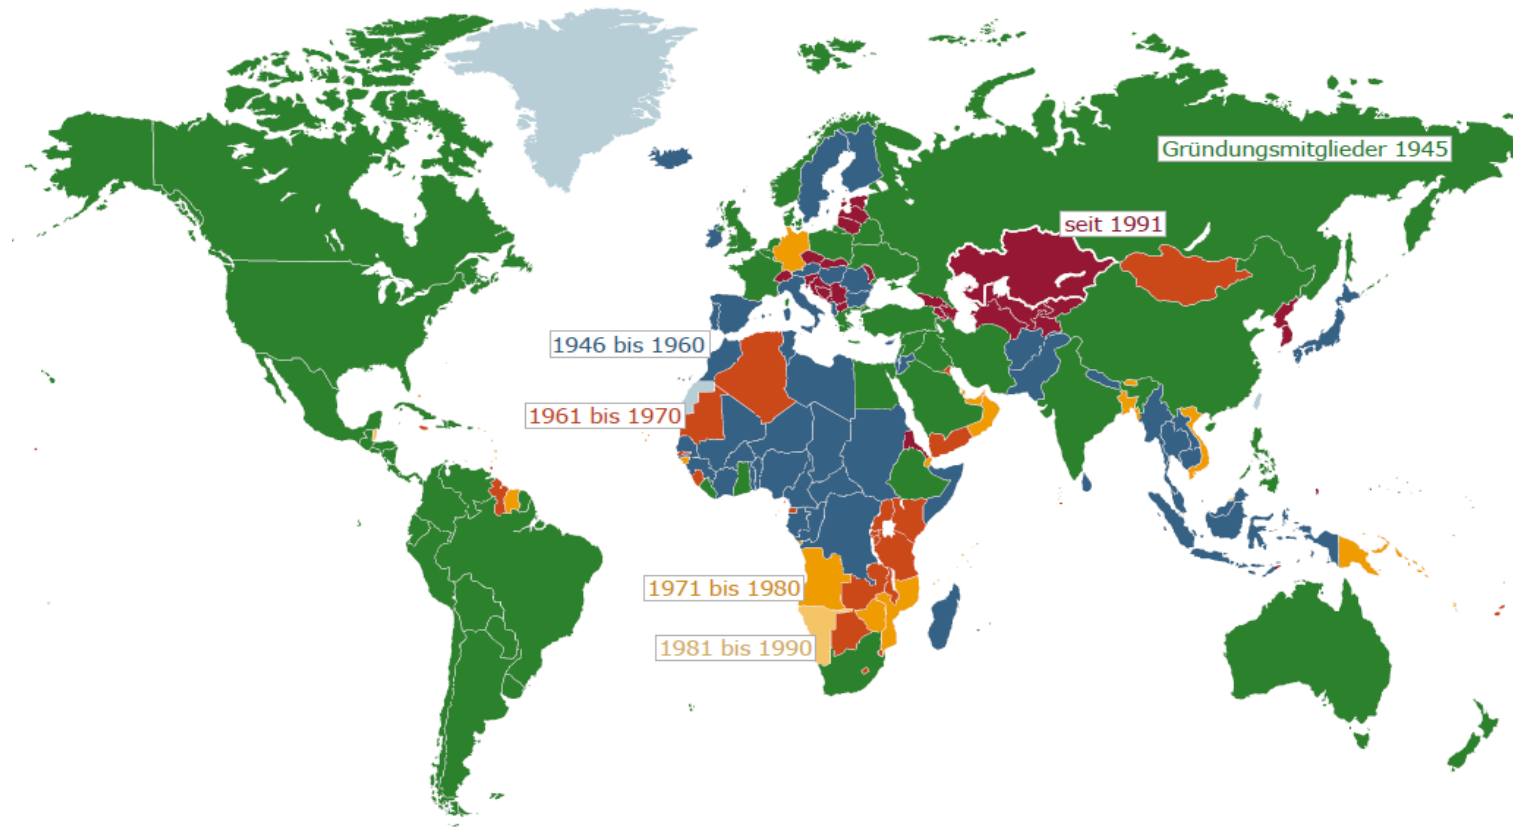 Gründungsmitglieder 1945
seit 1991
1946 bis 1960
1961 bis 1970
1971 bis 1980
1981 bis 1990